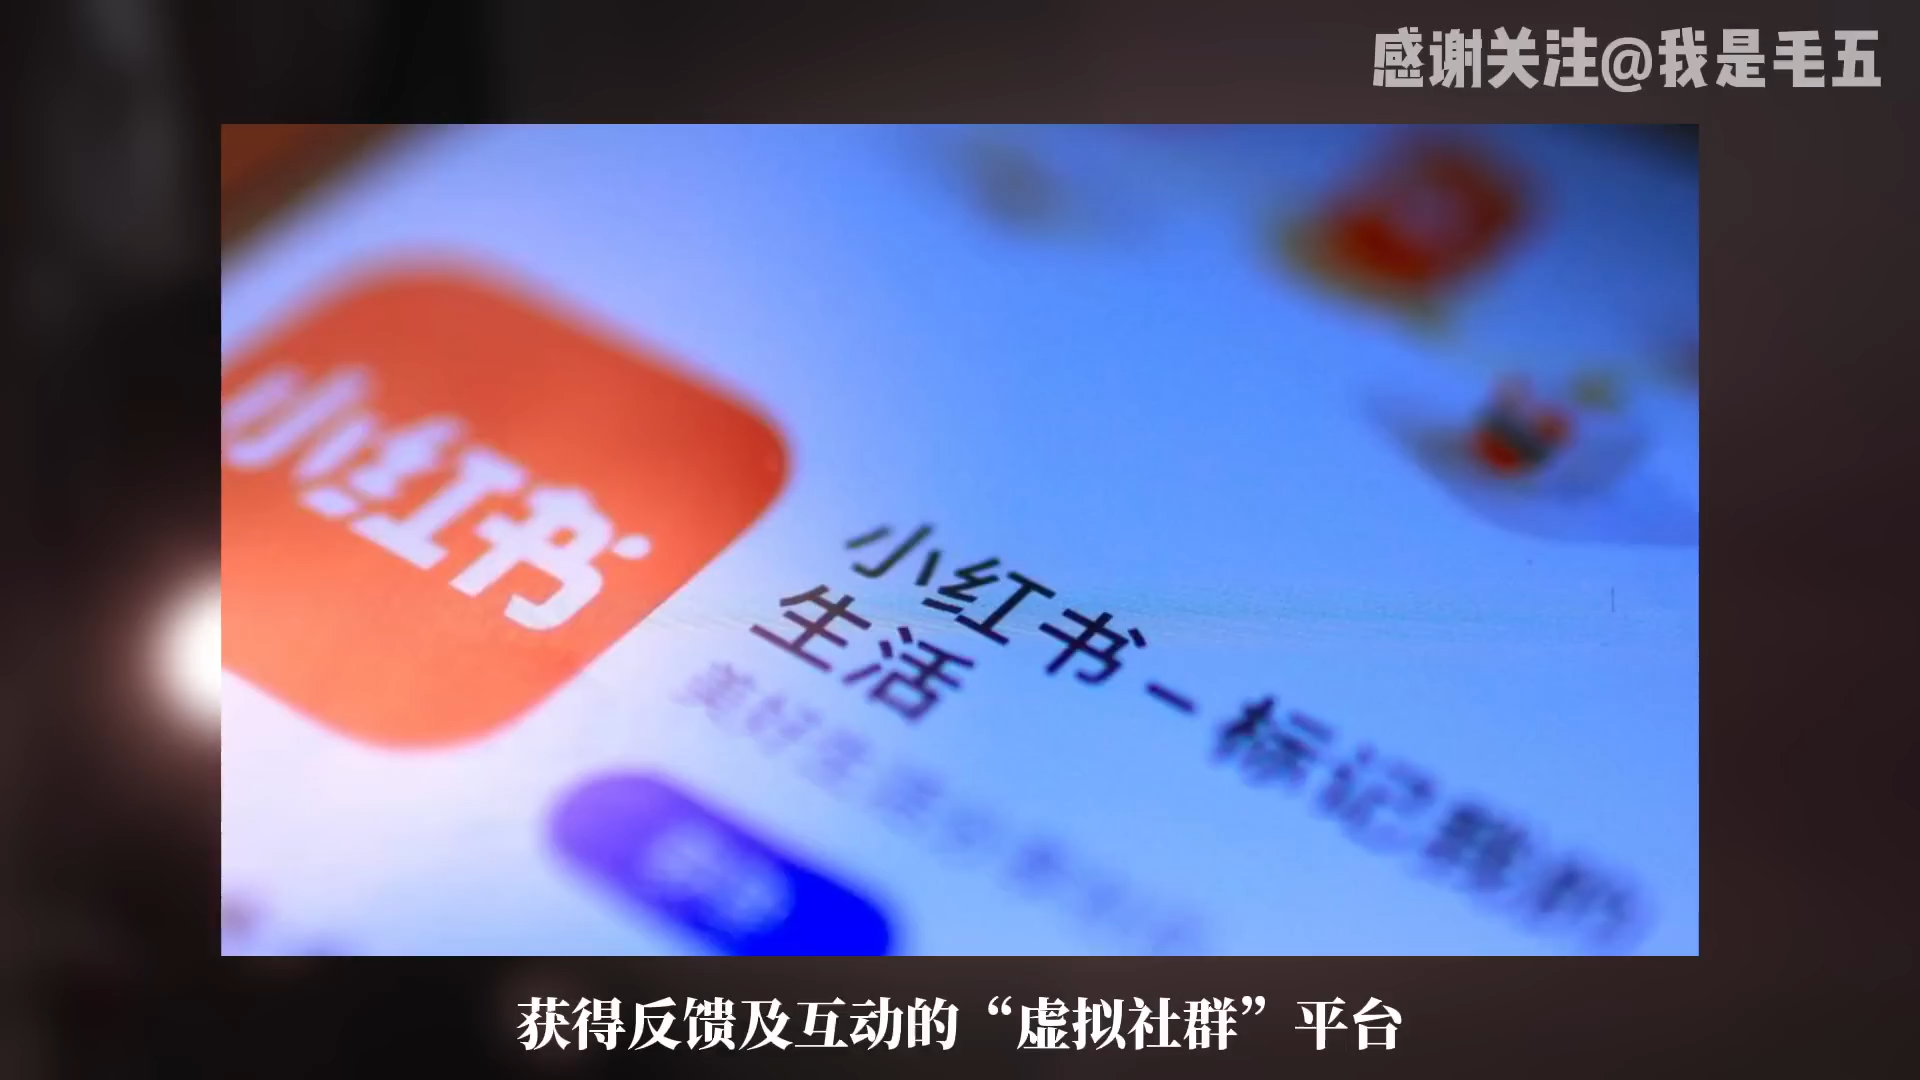 感谢关注@我是毛五
小红书
小红书 – 标记我的
生活
获得反馈及互动的“虚拟社群”平台